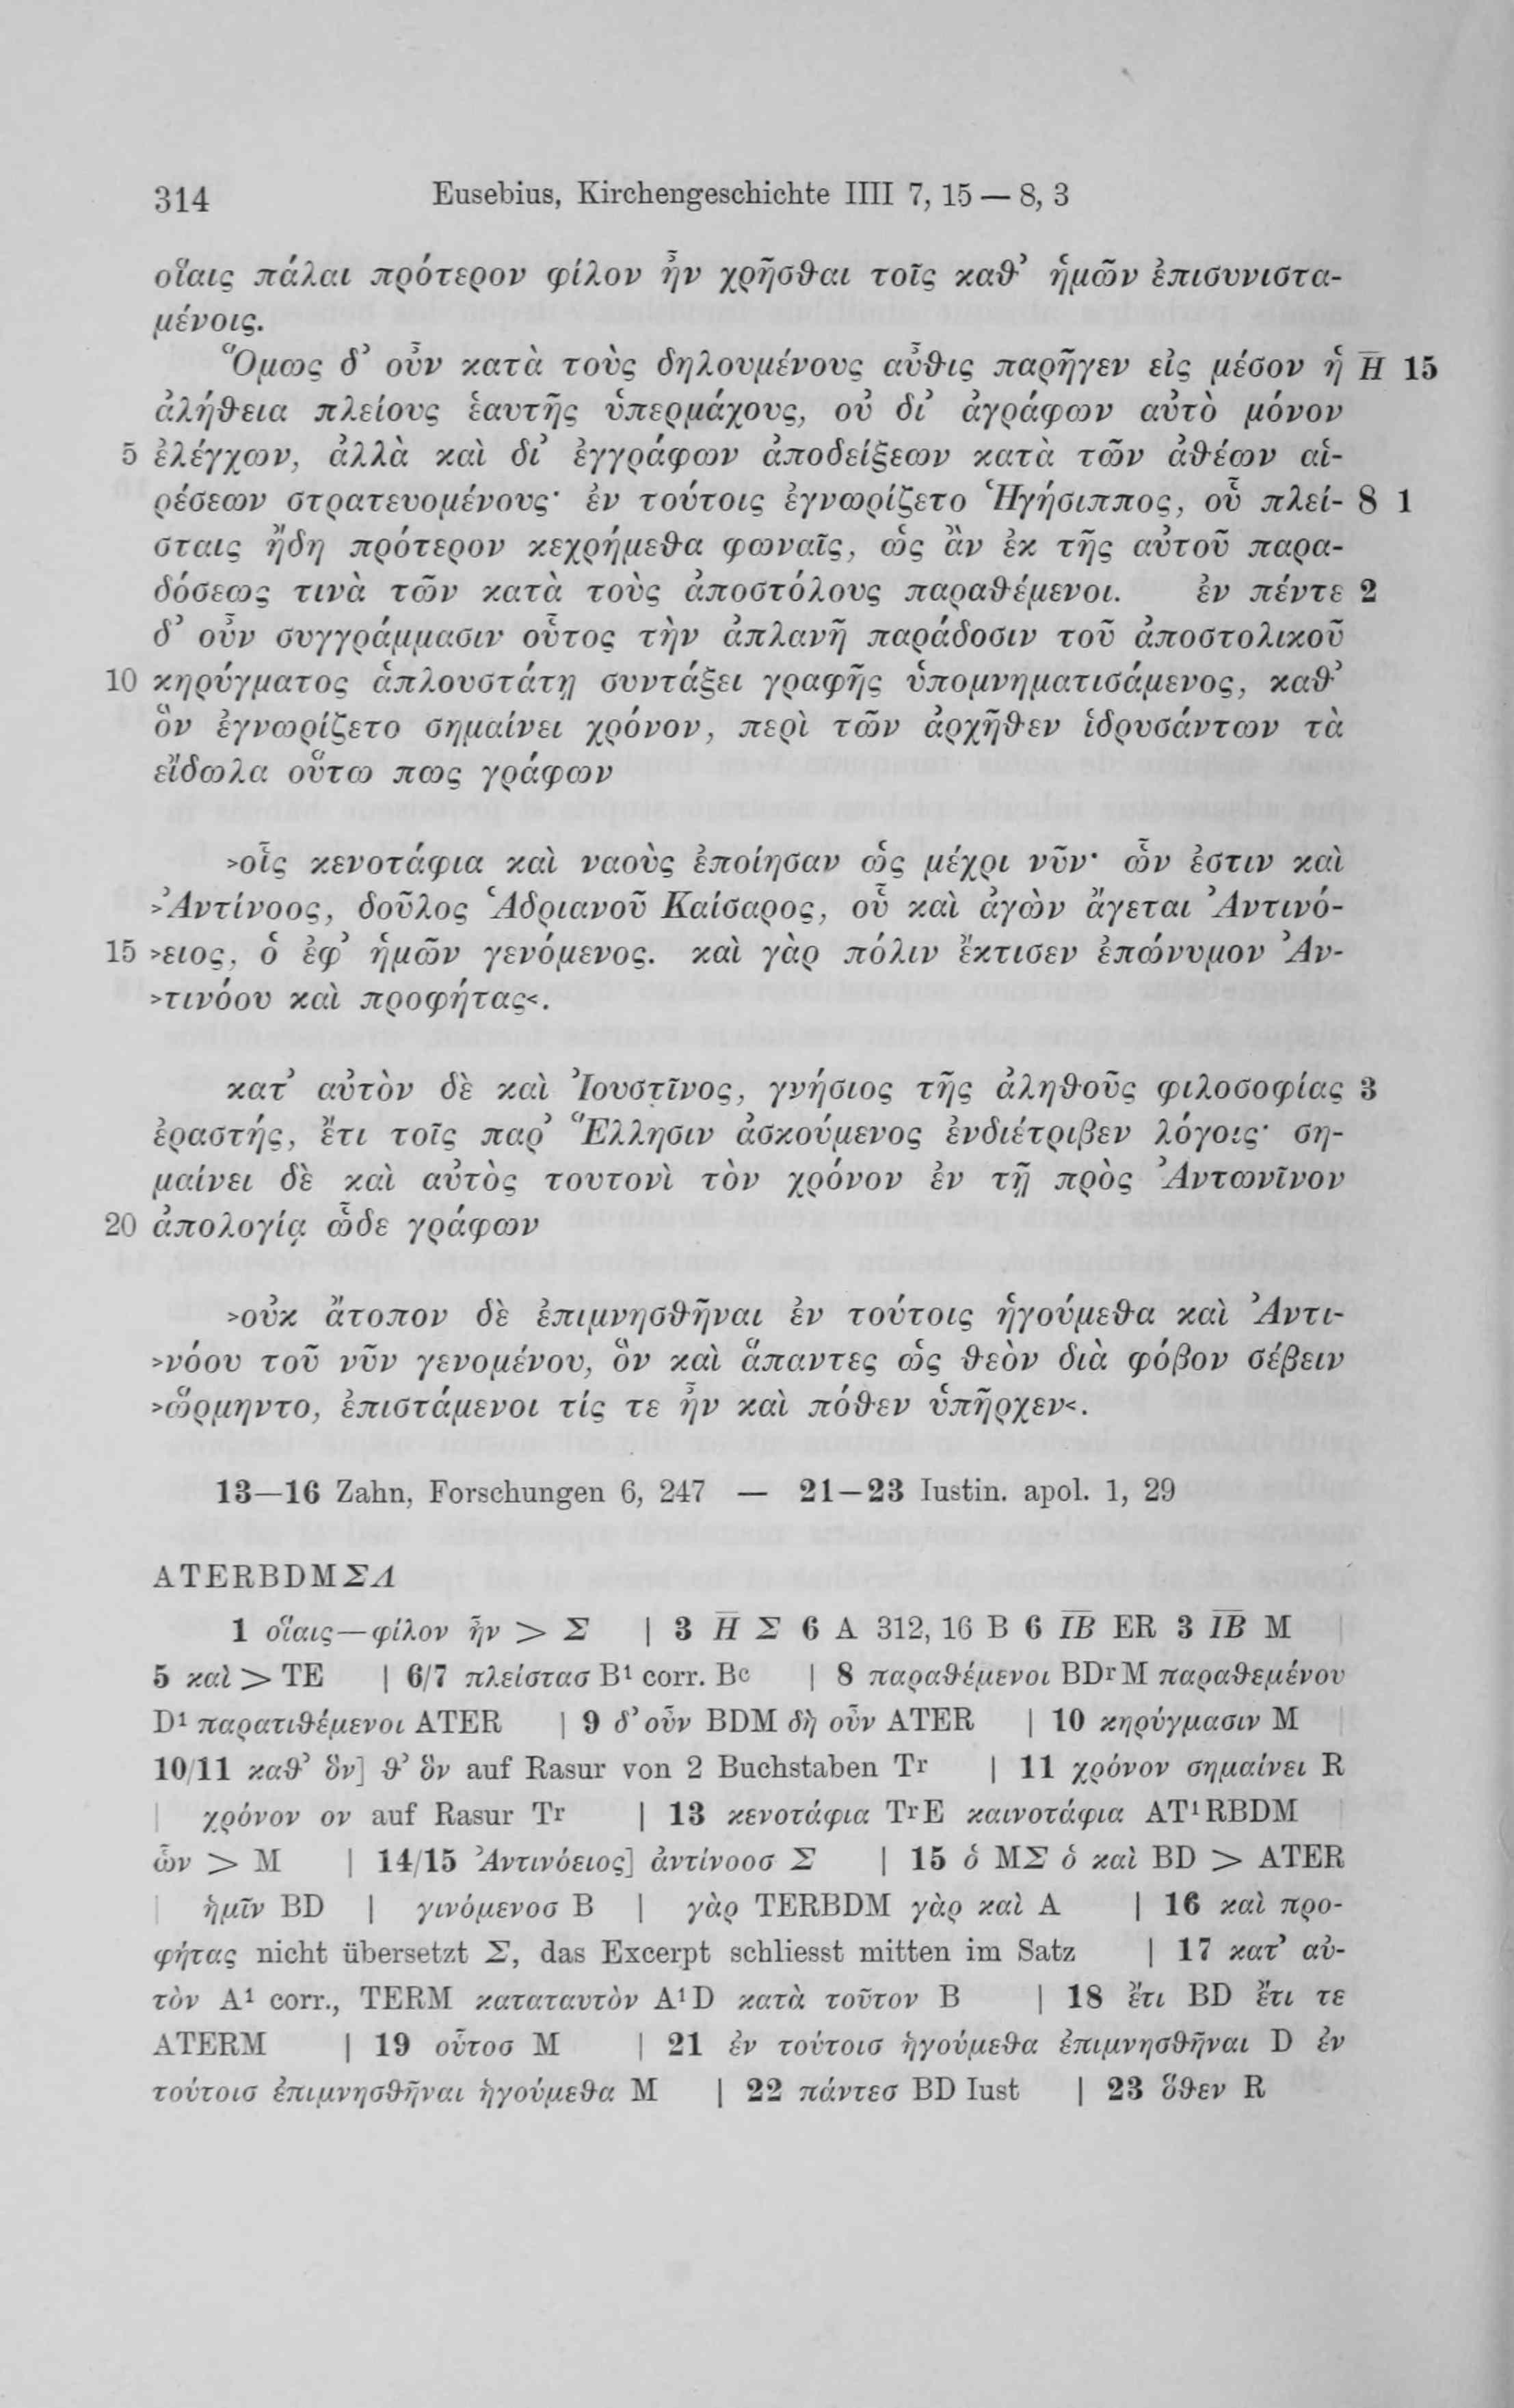 314 Eusebius, Kirchengeschichte IIII 7, 15 — 8, 3
οἵαις πάλαι πρότερον φίλον ἦν χρῆσθαι τοῖς καθ’ ἡμῶν ἐπισυνιστα-
μένοις.
Ὅμως δ’ οὖν κατὰ τοὺς δηλουμένους αὖθις παρῆγεν εἰς μέσον ἡ H̅ 15
ἀλήθεια πλείους ἑαυτῆς ὑπερμάχους, οὐ δι’ ἀγράφων αὐτὸ μόνον
5 ἐλέγχων, ἀλλὰ καὶ δι’ ἐγγράφων ἀποδείξεων κατὰ τῶν ἀθέων αἱ-
ρέσεων στρατευομένους· ἐν τούτοις ἐγνωρίζετο Ἡγήσιππος, οὗ πλεί- 8 1
σταις ἤδη πρότερον κεχρήμεθα φωναῖς, ὡς ἂν ἐκ τῆς αὐτοῦ παρα-
δόσεως τινὰ τῶν κατὰ τοὺς ἀποστόλους παραθέμενοι. ἐν πέντε 2
δ’ οὖν συγγράμμασιν οὗτος τὴν ἀπλανῆ παράδοσιν τοῦ ἀποστολικοῦ
10 κηρύγματος ἁπλουστάτῃ συντάξει γραφῆς ὑπομνηματισάμενος, καθ’
ὃν ἐγνωρίζετο σημαίνει χρόνον, περὶ τῶν ἀρχῆθεν ἱδρυσάντων τὰ
εἴδωλα οὕτω πως γράφων
>οἷς κενοτάφια καὶ ναοὺς ἐποίησαν ὡς μέχρι νῦν· ὧν ἐστιν καὶ
>Ἀντίνοος, δοῦλος Ἁδριανοῦ Καίσαρος, οὗ καὶ ἀγὼν ἄγεται Ἀντινό-
15 >ειος, ὁ ἐφ’ ἡμῶν γενόμενος. καὶ γὰρ πόλιν ἔκτισεν ἐπώνυμον Ἀν-
>τινόου καὶ προφήτας<.
κατ’ αὐτὸν δὲ καὶ Ἰουστῖνος, γνήσιος τῆς ἀληθοῦς φιλοσοφίας 3
ἐραστής, ἔτι τοῖς παρ’ Ἕλλησιν ἀσκούμενος ἐνδιέτριβεν λόγοις· ση-
μαίνει δὲ καὶ αὐτὸς τουτονὶ τὸν χρόνον ἐν τῇ πρὸς Ἀντωνῖνον
20 ἀπολογίᾳ ὧδε γράφων
>οὐκ ἄτοπον δὲ ἐπιμνησθῆναι ἐν τούτοις ἡγούμεθα καὶ Ἀντι-
>νόου τοῦ νῦν γενομένου, ὃν καὶ ἅπαντες ὡς θεὸν διὰ φόβον σέβειν
>ὥρμηντο, ἐπιστάμενοι τίς τε ἦν καὶ πόθεν ὑπῆρχεν<.
13—16 Zahn, Forschungen 6, 247 — 21—23 Iustin. apol. 1, 29
ATERBDMΣΛ
1 οἵαις—φίλον ἦν > Σ | 3 H̅ Σ 6 A 312, 16 B 6 I̅B̅ ER 3 I̅B̅ M
5 καὶ > TE | 6/7 πλείστασ B¹ corr. Bᶜ | 8 παραθέμενοι BDʳM παραθεμένου
D¹ παρατιθέμενοι ATER | 9 δ’ οὖν BDM δὴ οὖν ATER | 10 κηρύγμασιν M
10/11 καθ’ ὃν] θ’ ὃν auf Rasur von 2 Buchstaben Tʳ | 11 χρόνον σημαίνει R
| χρόνον ον auf Rasur Tʳ | 13 κενοτάφια TʳE καινοτάφια AT¹RBDM
ὧν > M | 14/15 Ἀντινόειος] ἀντίνοοσ Σ | 15 ὁ MΣ ὁ καὶ BD > ATER
| ἡμῖν BD | γινόμενοσ B | γὰρ TERBDM γὰρ καὶ A | 16 καὶ προ-
φήτας nicht übersetzt Σ, das Excerpt schliesst mitten im Satz | 17 κατ’ αὐ-
τὸν A¹ corr., TERM καταταυτὸν A¹D κατὰ τοῦτον B | 18 ἔτι BD ἔτι τε
ATERM | 19 οὗτοσ M | 21 ἐν τούτοισ ἡγούμεθα ἐπιμνησθῆναι D ἐν
τούτοισ ἐπιμνησθῆναι ἡγούμεθα M | 22 πάντεσ BD Iust | 23 ὅθεν R